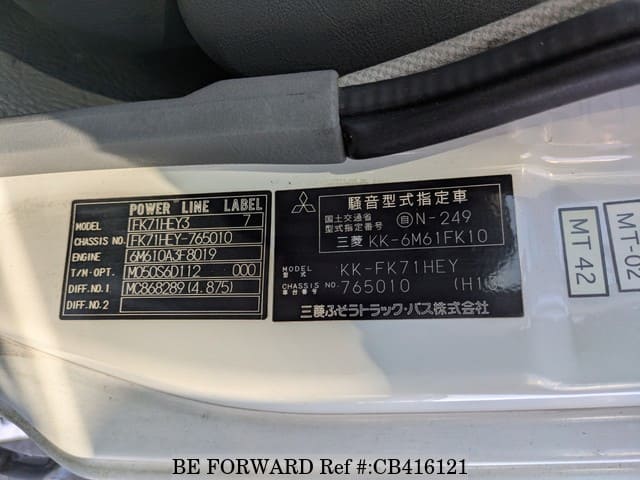 POWER LINE LABEL
MODEL FK71HEY3 7
CHASSIS NO. FK71HEY-765010
ENGINE 6M610A3F8019
T/M・OPT. M050S6D112 000
DIFF.NO.1 MC868289(4.875)
DIFF.NO.2
騒音型式指定車
国土交通省
型式指定番号 自N-249
三菱 KK-6M61FK10
MODEL
型式 KK-FK71HEY
CHASSIS NO.
車台番号 765010
三菱ふそうトラック・バス株式会社
MT 42
MT-02
BE FORWARD Ref #:CB416121